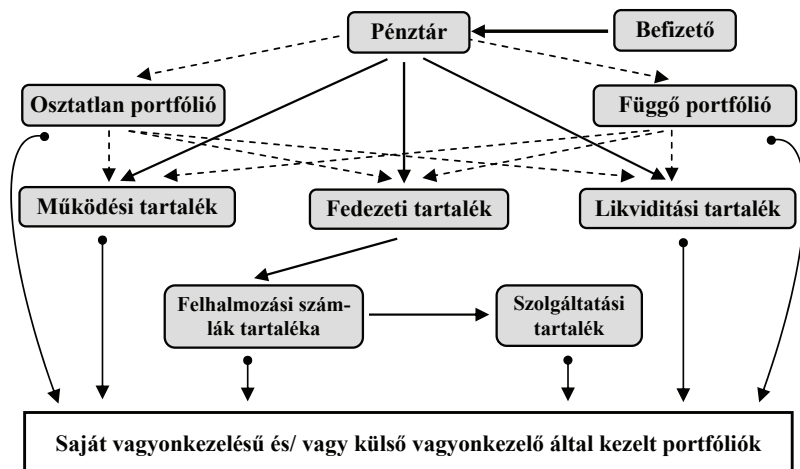 Pénztár
Befizető
Osztatlan portfólió
Függő portfólió
Működési tartalék
Fedezeti tartalék
Likviditási tartalék
Felhalmozási szám-
lák tartaléka
Szolgáltatási
tartalék
Saját vagyonkezelésű és/ vagy külső vagyonkezelő által kezelt portfóliók